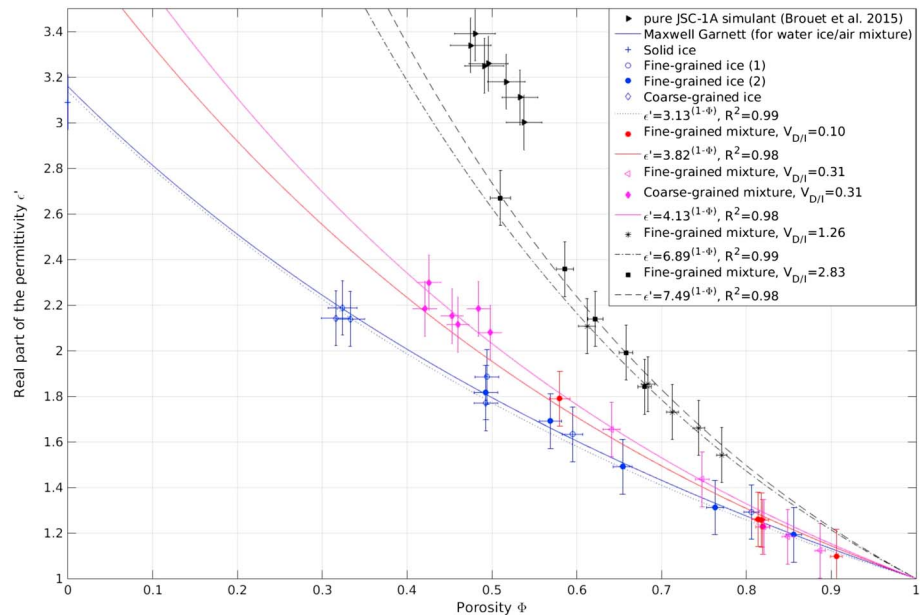 3.4
3.2
3
2.8
2.6
2.4
2.2
2
1.8
1.6
1.4
1.2
1
Real part of the permittivity ϵ'
pure JSC-1A simulant (Brouet et al. 2015)
Maxwell Garnett (for water ice/air mixture)
Solid ice
Fine-grained ice (1)
Fine-grained ice (2)
Coarse-grained ice
ϵ'=3.13^(1-Φ), R²=0.99
Fine-grained mixture, V_D/I=0.10
ϵ'=3.82^(1-Φ), R²=0.98
Fine-grained mixture, V_D/I=0.31
Coarse-grained mixture, V_D/I=0.31
ϵ'=4.13^(1-Φ), R²=0.98
Fine-grained mixture, V_D/I=1.26
ϵ'=6.89^(1-Φ), R²=0.99
Fine-grained mixture, V_D/I=2.83
ϵ'=7.49^(1-Φ), R²=0.98
0 0.1 0.2 0.3 0.4 0.5 0.6 0.7 0.8 0.9 1
Porosity Φ